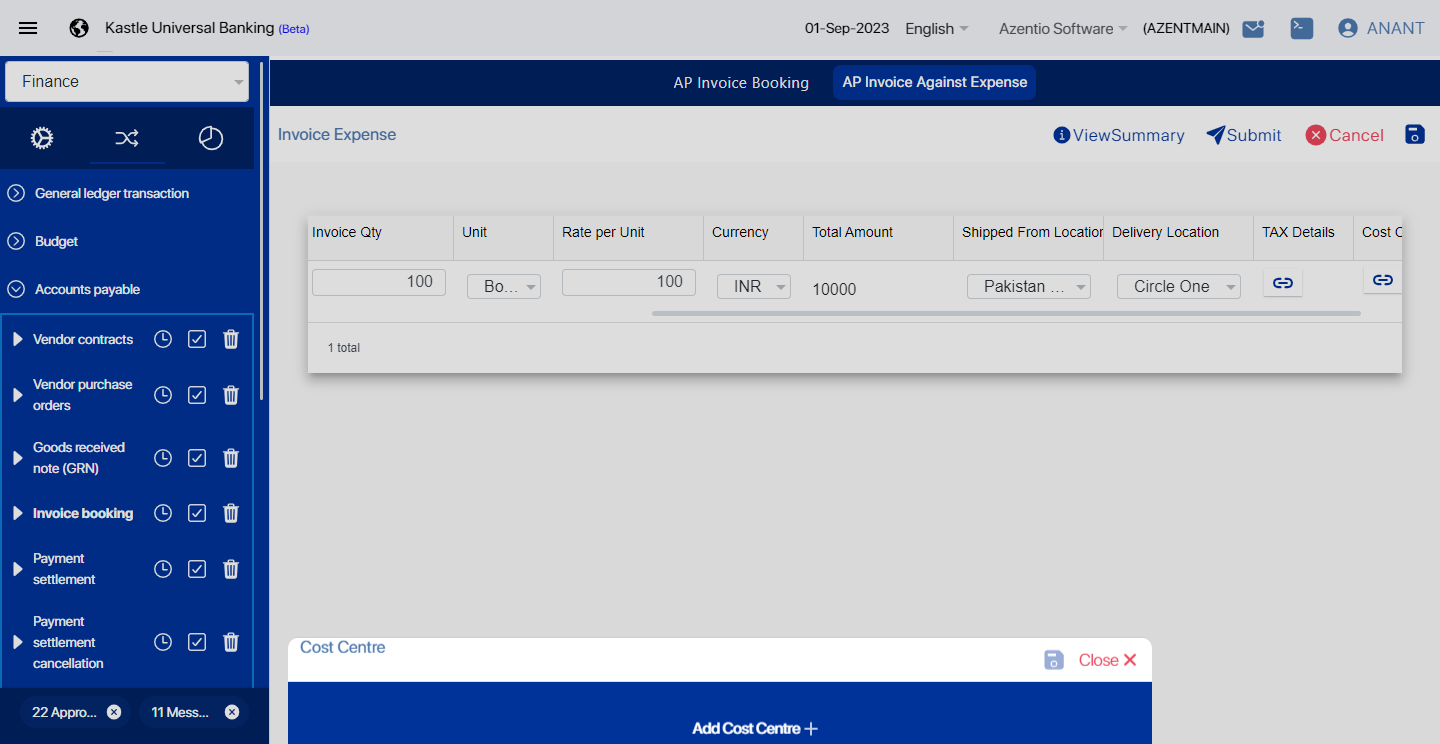 Kastle Universal Banking (Beta)
01-Sep-2023
English
Azentio Software
(AZENTMAIN)
ANANT
Finance
AP Invoice Booking
AP Invoice Against Expense
Invoice Expense
ViewSummary
Submit
Cancel
General ledger transaction
Budget
Accounts payable
Vendor contracts
Vendor purchase
orders
Goods received
note (GRN)
Invoice booking
Payment
settlement
Payment
settlement
cancellation
22 Appro...
11 Mess...
Invoice Qty
Unit
Rate per Unit
Currency
Total Amount
Shipped From Location
Delivery Location
TAX Details
Cost C
100
Bo...
100
INR
10000
Pakistan ...
Circle One
1 total
Cost Centre
Close
Add Cost Centre